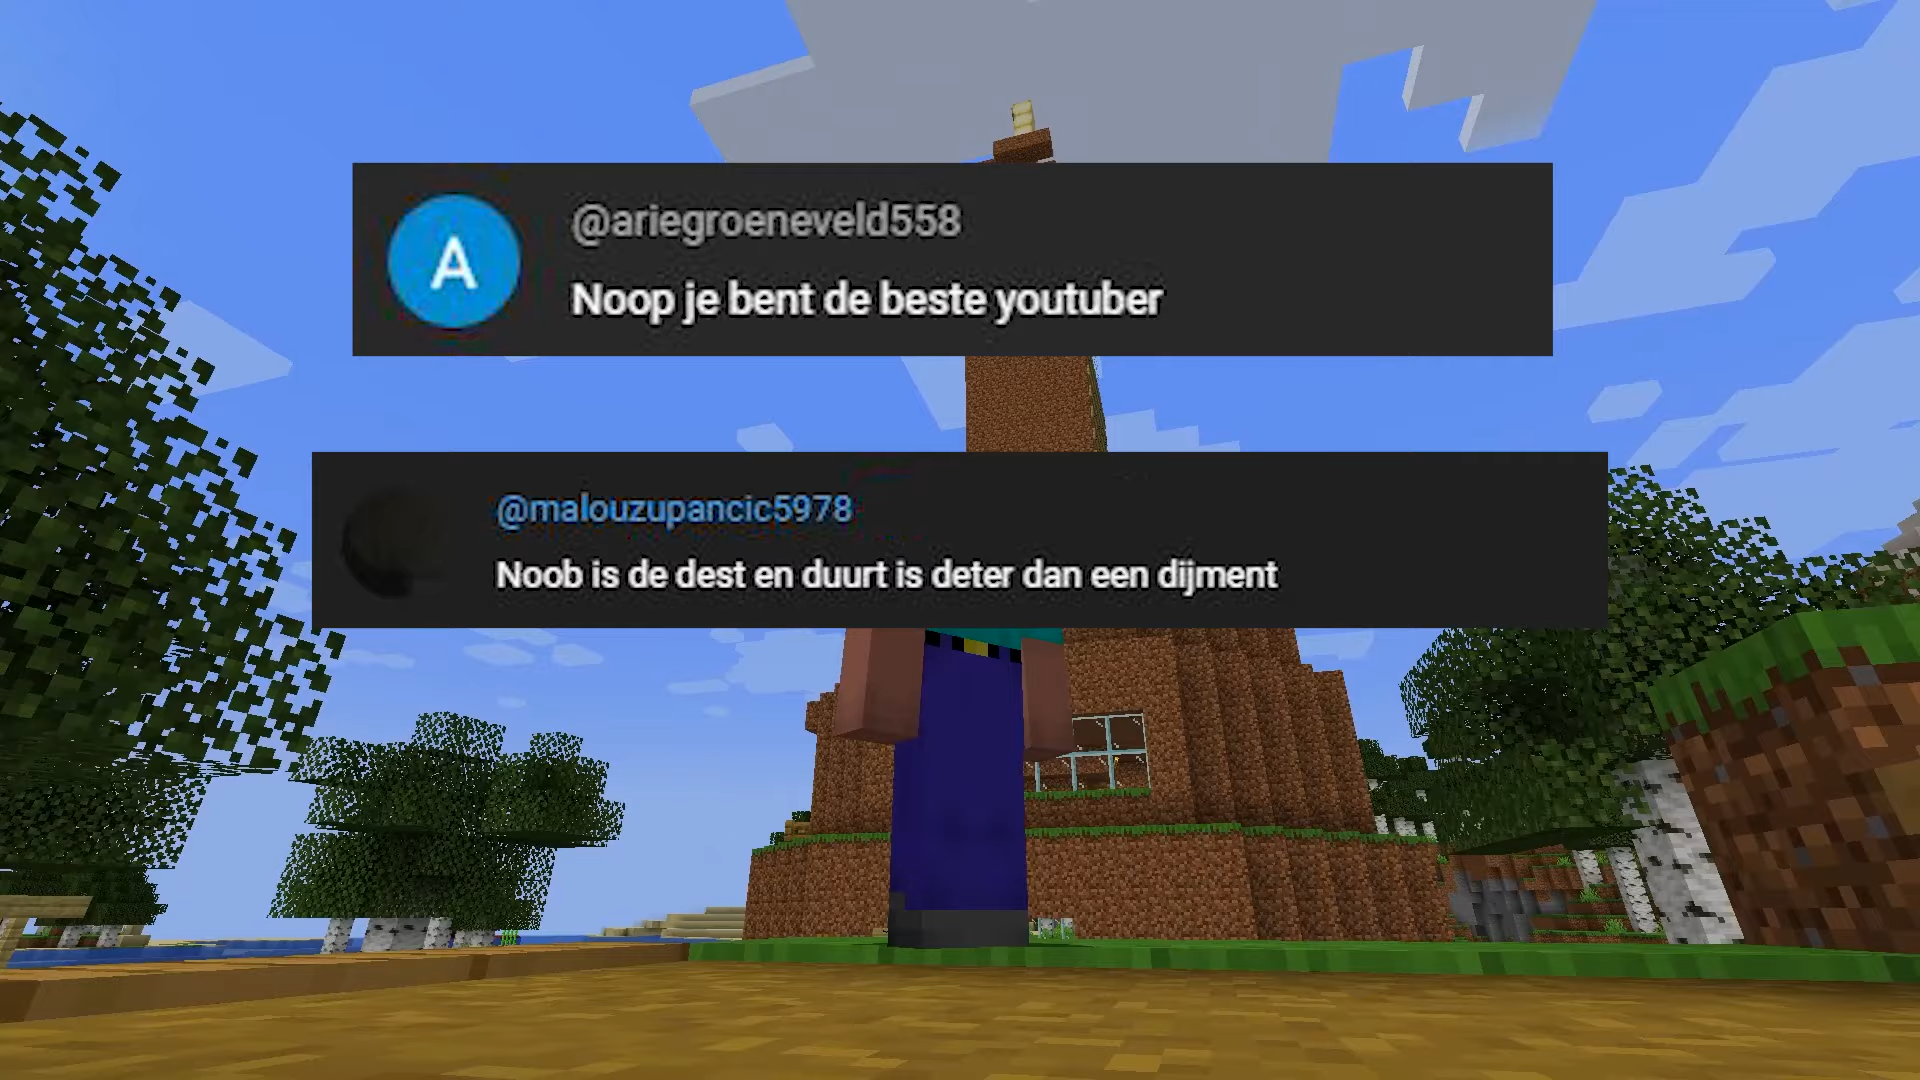 A
@ariegroeneveld558
Noop je bent de beste youtuber
@malouzupancic5978
Noob is de dest en duurt is deter dan een dijment